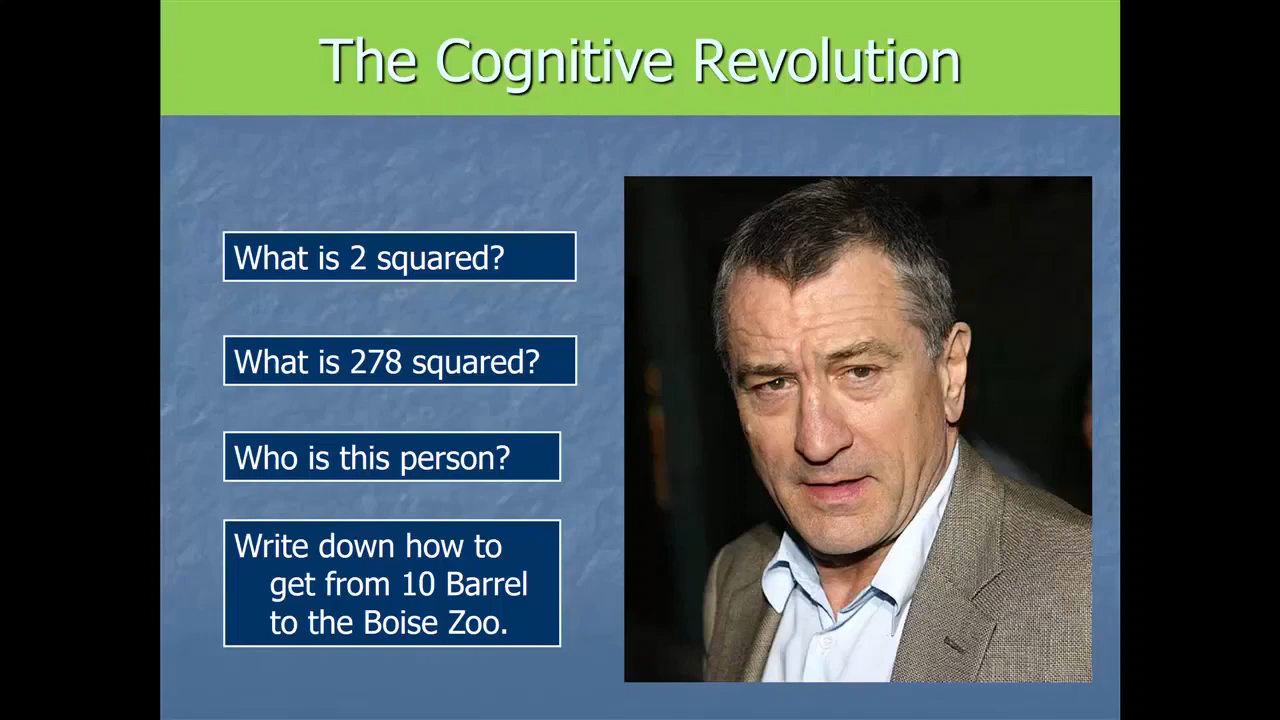 The Cognitive Revolution
What is 2 squared?
What is 278 squared?
Who is this person?
Write down how to
get from 10 Barrel
to the Boise Zoo.